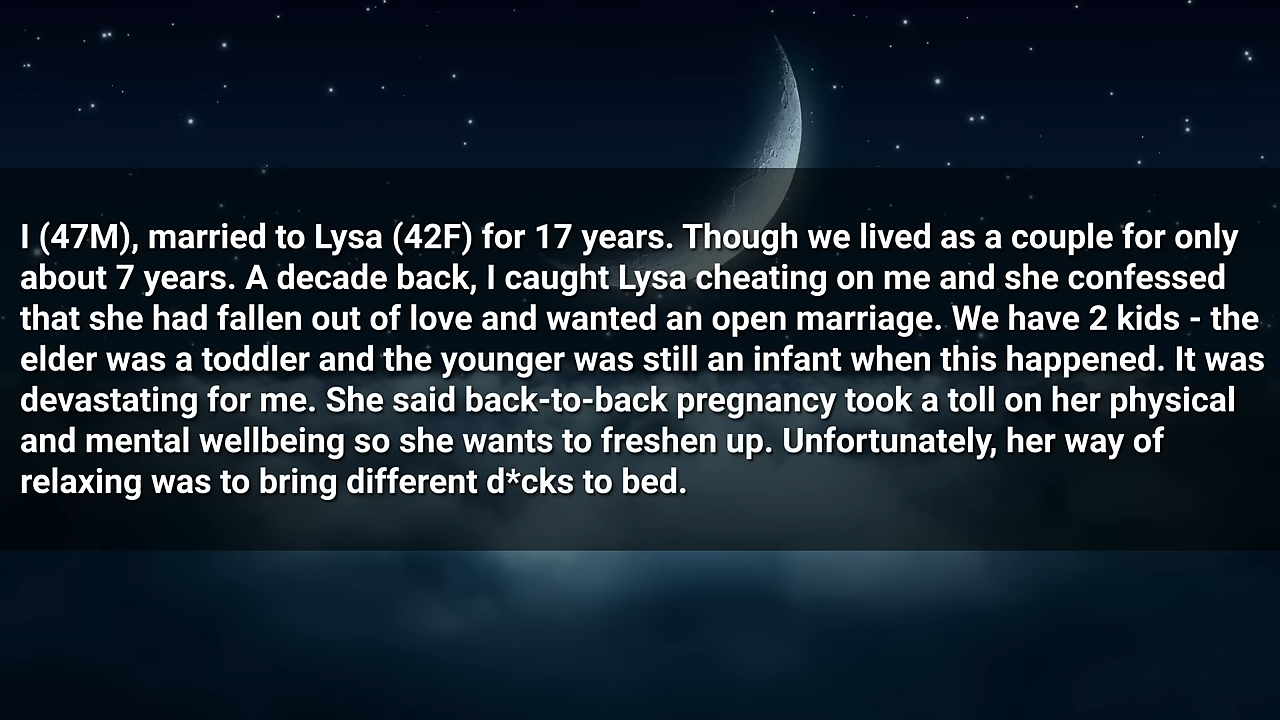 I (47M), married to Lysa (42F) for 17 years. Though we lived as a couple for only
about 7 years. A decade back, I caught Lysa cheating on me and she confessed
that she had fallen out of love and wanted an open marriage. We have 2 kids - the
elder was a toddler and the younger was still an infant when this happened. It was
devastating for me. She said back-to-back pregnancy took a toll on her physical
and mental wellbeing so she wants to freshen up. Unfortunately, her way of
relaxing was to bring different d*cks to bed.